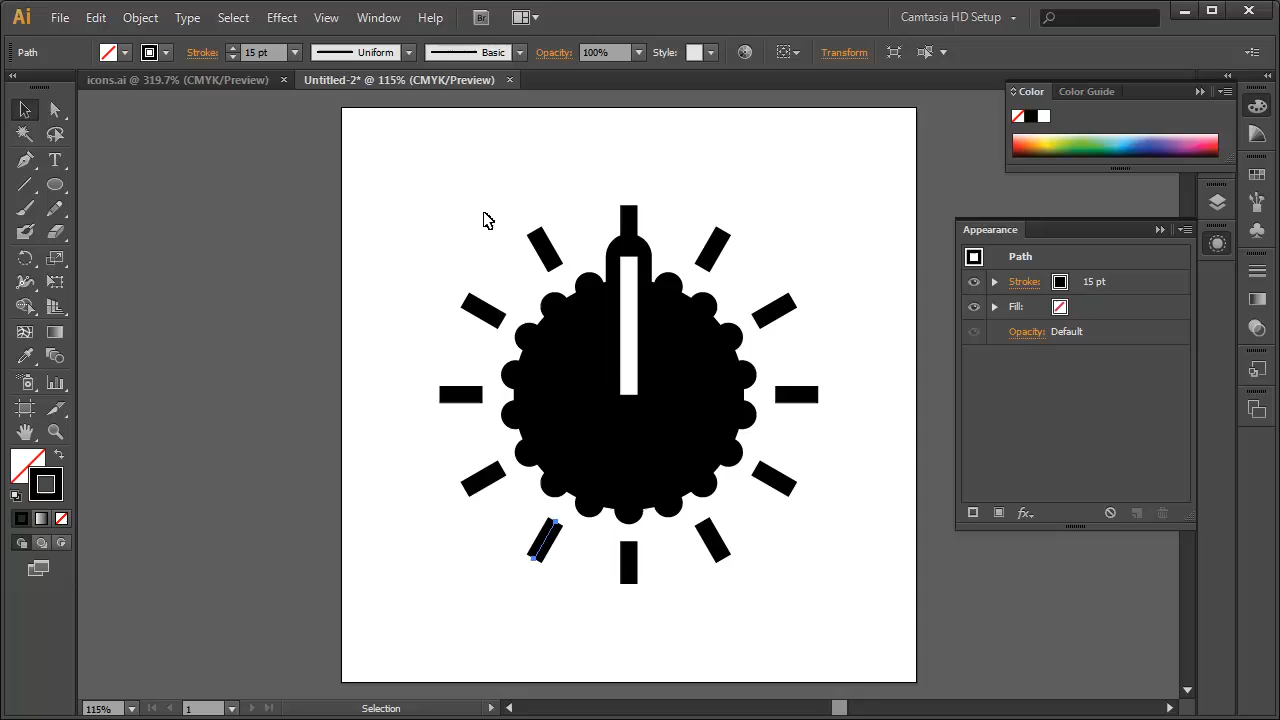 Ai File Edit Object Type Select Effect View Window Help Br Camtasia HD Setup
Path Stroke: 15 pt Uniform Basic Opacity: 100% Style: Transform
icons.ai @ 319.7% (CMYK/Preview) × Untitled-2* @ 115% (CMYK/Preview) ×
Color Color Guide
T
Appearance
Path
Stroke: 15 pt
Fill:
Opacity: Default
fx
115% 1 Selection